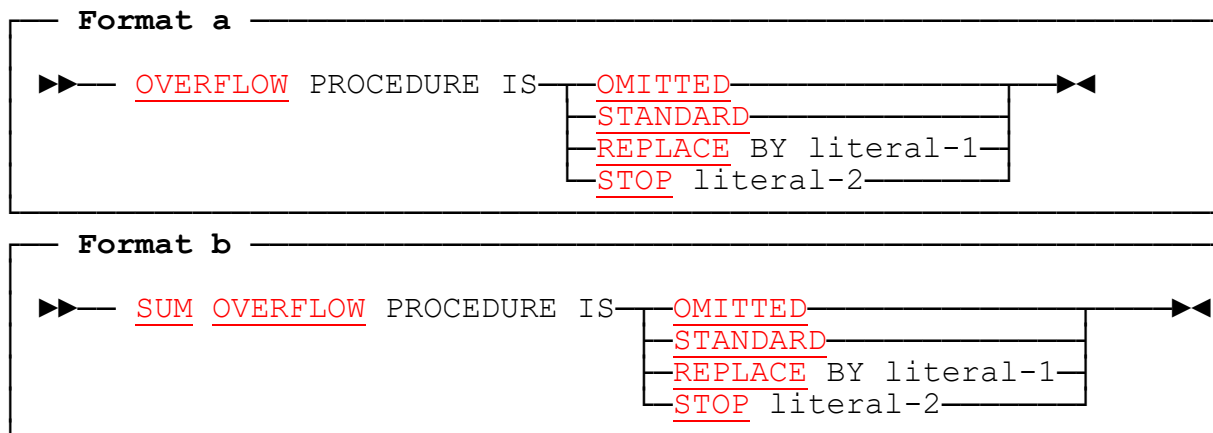 Format a
OVERFLOW PROCEDURE IS OMITTED
STANDARD
REPLACE BY literal-1
STOP literal-2
Format b
SUM OVERFLOW PROCEDURE IS OMITTED
STANDARD
REPLACE BY literal-1
STOP literal-2